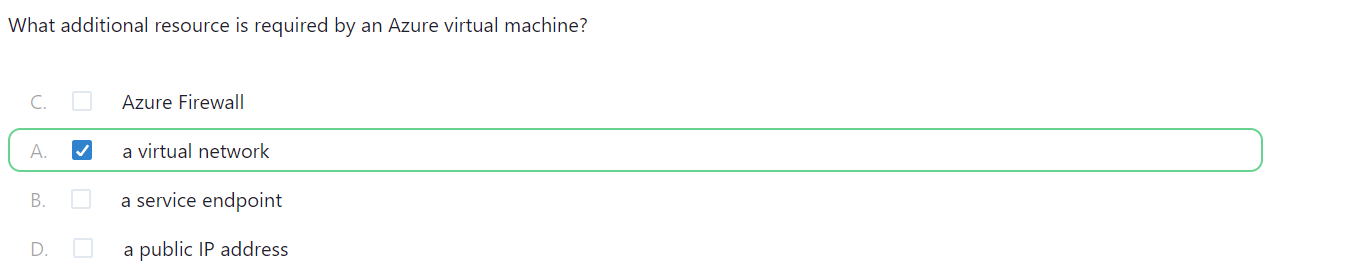 What additional resource is required by an Azure virtual machine?
C. Azure Firewall
A. a virtual network
B. a service endpoint
D. a public IP address